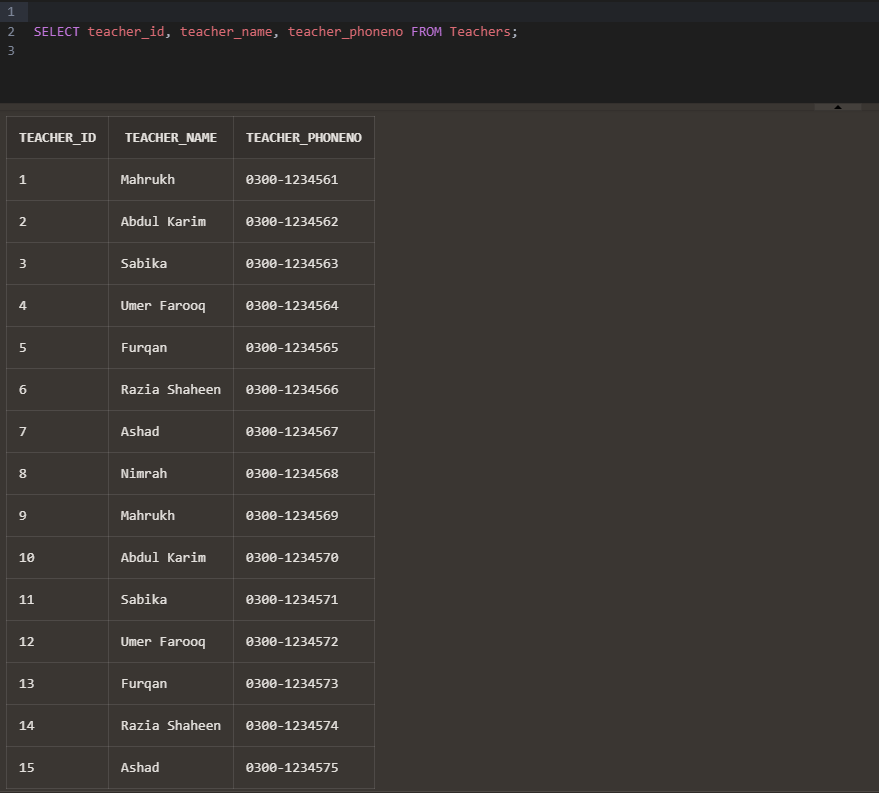 1
2 SELECT teacher_id, teacher_name, teacher_phoneno FROM Teachers;
3
TEACHER_ID TEACHER_NAME TEACHER_PHONENO
1 Mahrukh 0300-1234561
2 Abdul Karim 0300-1234562
3 Sabika 0300-1234563
4 Umer Farooq 0300-1234564
5 Furqan 0300-1234565
6 Razia Shaheen 0300-1234566
7 Ashad 0300-1234567
8 Nimrah 0300-1234568
9 Mahrukh 0300-1234569
10 Abdul Karim 0300-1234570
11 Sabika 0300-1234571
12 Umer Farooq 0300-1234572
13 Furqan 0300-1234573
14 Razia Shaheen 0300-1234574
15 Ashad 0300-1234575